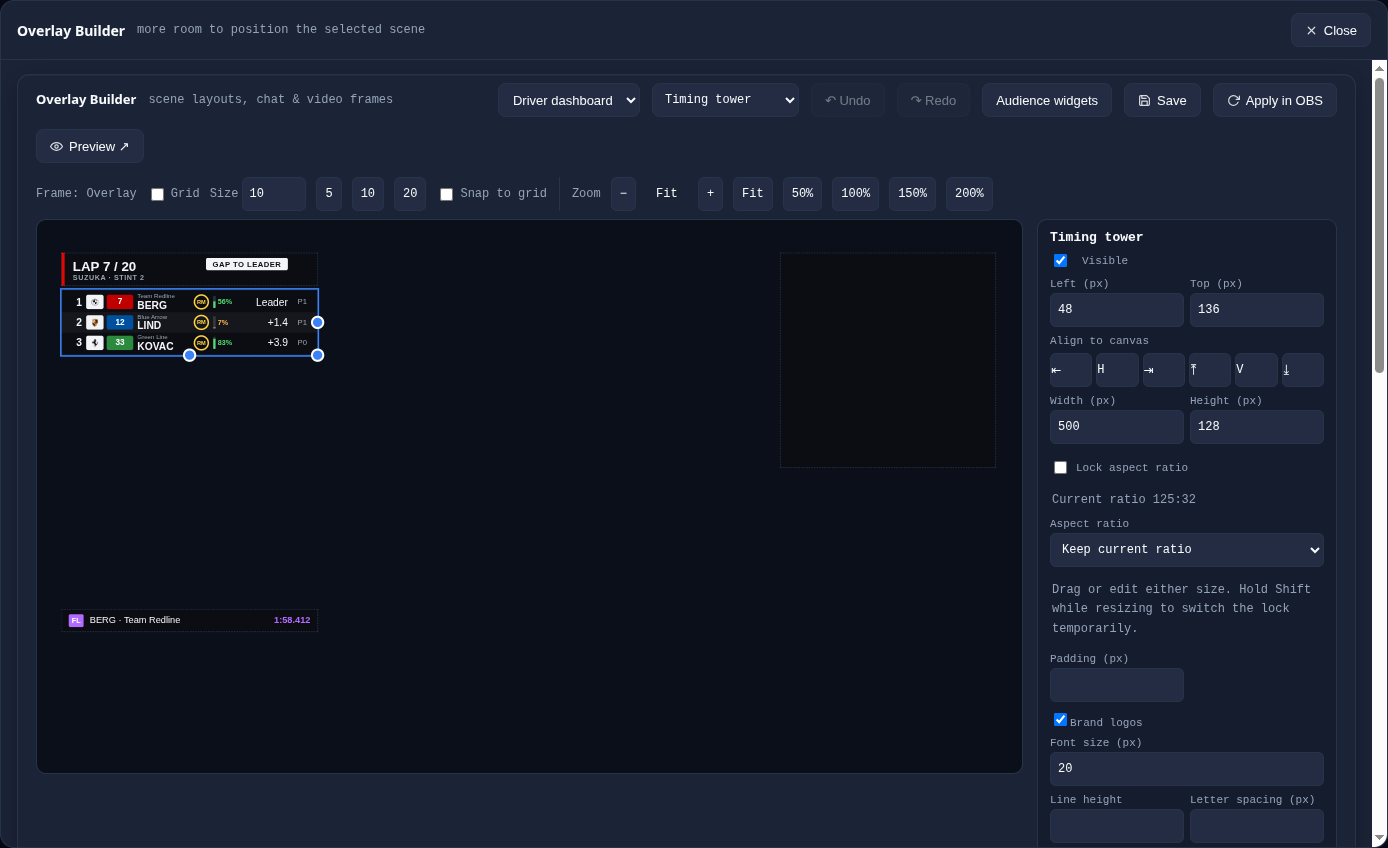 Overlay Builder more room to position the selected scene
Close
Overlay Builder scene layouts, chat & video frames
Driver dashboard
Timing tower
↶ Undo
↷ Redo
Audience widgets
Save
Apply in OBS
Preview ↗
Frame: Overlay
Grid
Size 10
5
10
20
Snap to grid
Zoom
−
Fit
+
Fit
50%
100%
150%
200%
LAP 7 / 20
SUZUKA · STINT 2
GAP TO LEADER
1 7 Team Redline BERG RM 56% Leader P1
2 12 Blue Arrow LIND RM 7% +1.4 P1
3 33 Green Line KOVAC RM 83% +3.9 P0
FL BERG · Team Redline 1:58.412
Timing tower
Visible
Left (px) Top (px)
48 136
Align to canvas
⇤ H ⇥ ⤒ V ⤓
Width (px) Height (px)
500 128
Lock aspect ratio
Current ratio 125:32
Aspect ratio
Keep current ratio
Drag or edit either size. Hold Shift
while resizing to switch the lock
temporarily.
Padding (px)
Brand logos
Font size (px)
20
Line height Letter spacing (px)